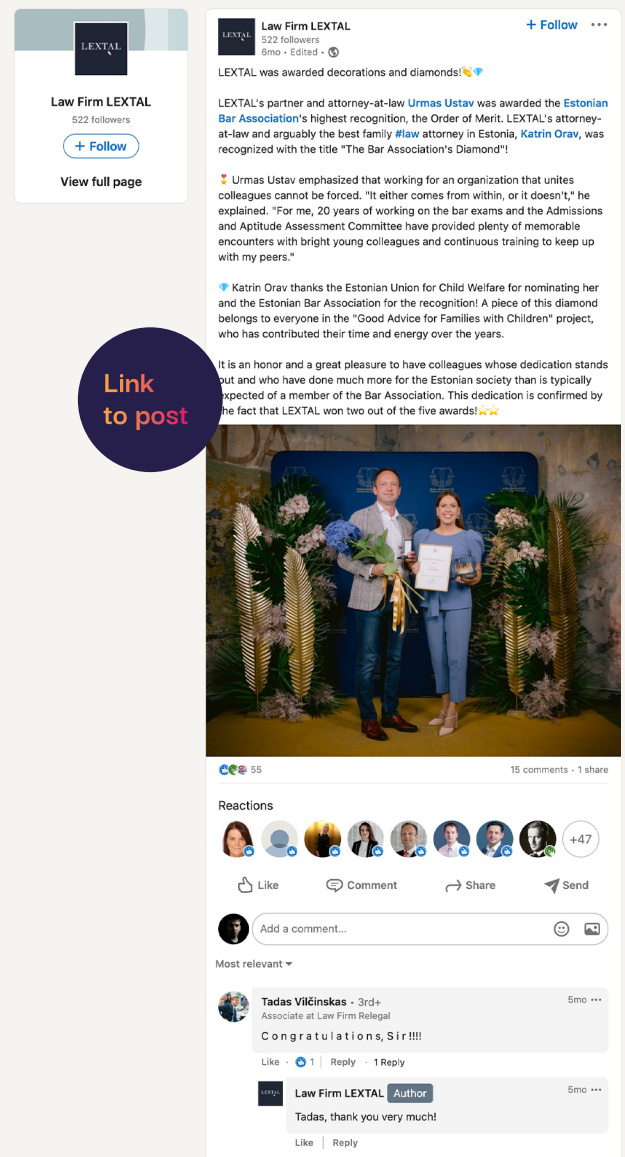 LEXTAL
Law Firm LEXTAL
522 followers
+ Follow
View full page
LEXTAL
Law Firm LEXTAL
522 followers
6mo • Edited •
+ Follow
LEXTAL was awarded decorations and diamonds!👏💎
LEXTAL's partner and attorney-at-law Urmas Ustav was awarded the Estonian
Bar Association's highest recognition, the Order of Merit. LEXTAL's attorney-
at-law and arguably the best family #law attorney in Estonia, Katrin Orav, was
recognized with the title "The Bar Association's Diamond"!
🎖️ Urmas Ustav emphasized that working for an organization that unites
colleagues cannot be forced. "It either comes from within, or it doesn't," he
explained. "For me, 20 years of working on the bar exams and the Admissions
and Aptitude Assessment Committee have provided plenty of memorable
encounters with bright young colleagues and continuous training to keep up
with my peers."
💎 Katrin Orav thanks the Estonian Union for Child Welfare for nominating her
and the Estonian Bar Association for the recognition! A piece of this diamond
belongs to everyone in the "Good Advice for Families with Children" project,
who has contributed their time and energy over the years.
It is an honor and a great pleasure to have colleagues whose dedication stands
out and who have done much more for the Estonian society than is typically
expected of a member of the Bar Association. This dedication is confirmed by
the fact that LEXTAL won two out of the five awards!⭐⭐
Link
to post
55
15 comments • 1 share
Reactions
+47
Like
Comment
Share
Send
Add a comment...
Most relevant
Tadas Vilčinskas • 3rd+
5mo •••
Associate at Law Firm Relegal
C o n g r a t u l a t i o n s, S i r !!!!
Like · 1 | Reply · 1 Reply
LEXTAL
Law Firm LEXTAL Author
5mo •••
Tadas, thank you very much!
Like | Reply